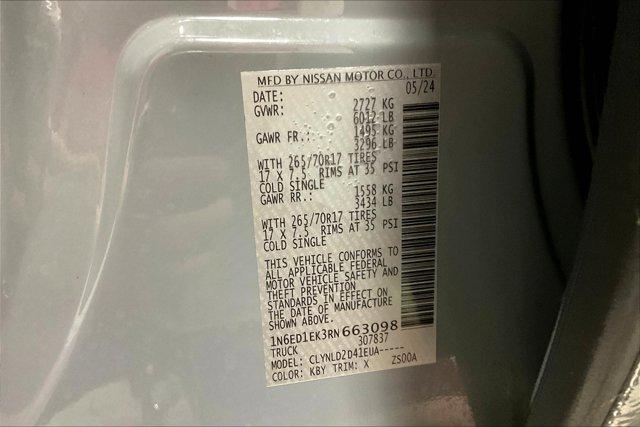 MFD BY NISSAN MOTOR CO., LTD.
DATE: 05/24
GVWR: 2727 KG
6012 LB
GAWR FR.: 1495 KG
3296 LB
WITH 265/70R17 TIRES
17 X 7.5 RIMS AT 35 PSI
COLD SINGLE
GAWR RR.: 1558 KG
3434 LB
WITH 265/70R17 TIRES
17 X 7.5 RIMS AT 35 PSI
COLD SINGLE
THIS VEHICLE CONFORMS TO
ALL APPLICABLE FEDERAL
MOTOR VEHICLE SAFETY AND
THEFT PREVENTION
STANDARDS IN EFFECT ON
THE DATE OF MANUFACTURE
SHOWN ABOVE.
1N6ED1EK3RN663098
TRUCK 307837
MODEL: CLYNLD2D41EUA-----
COLOR: KBY TRIM: X ZS00A